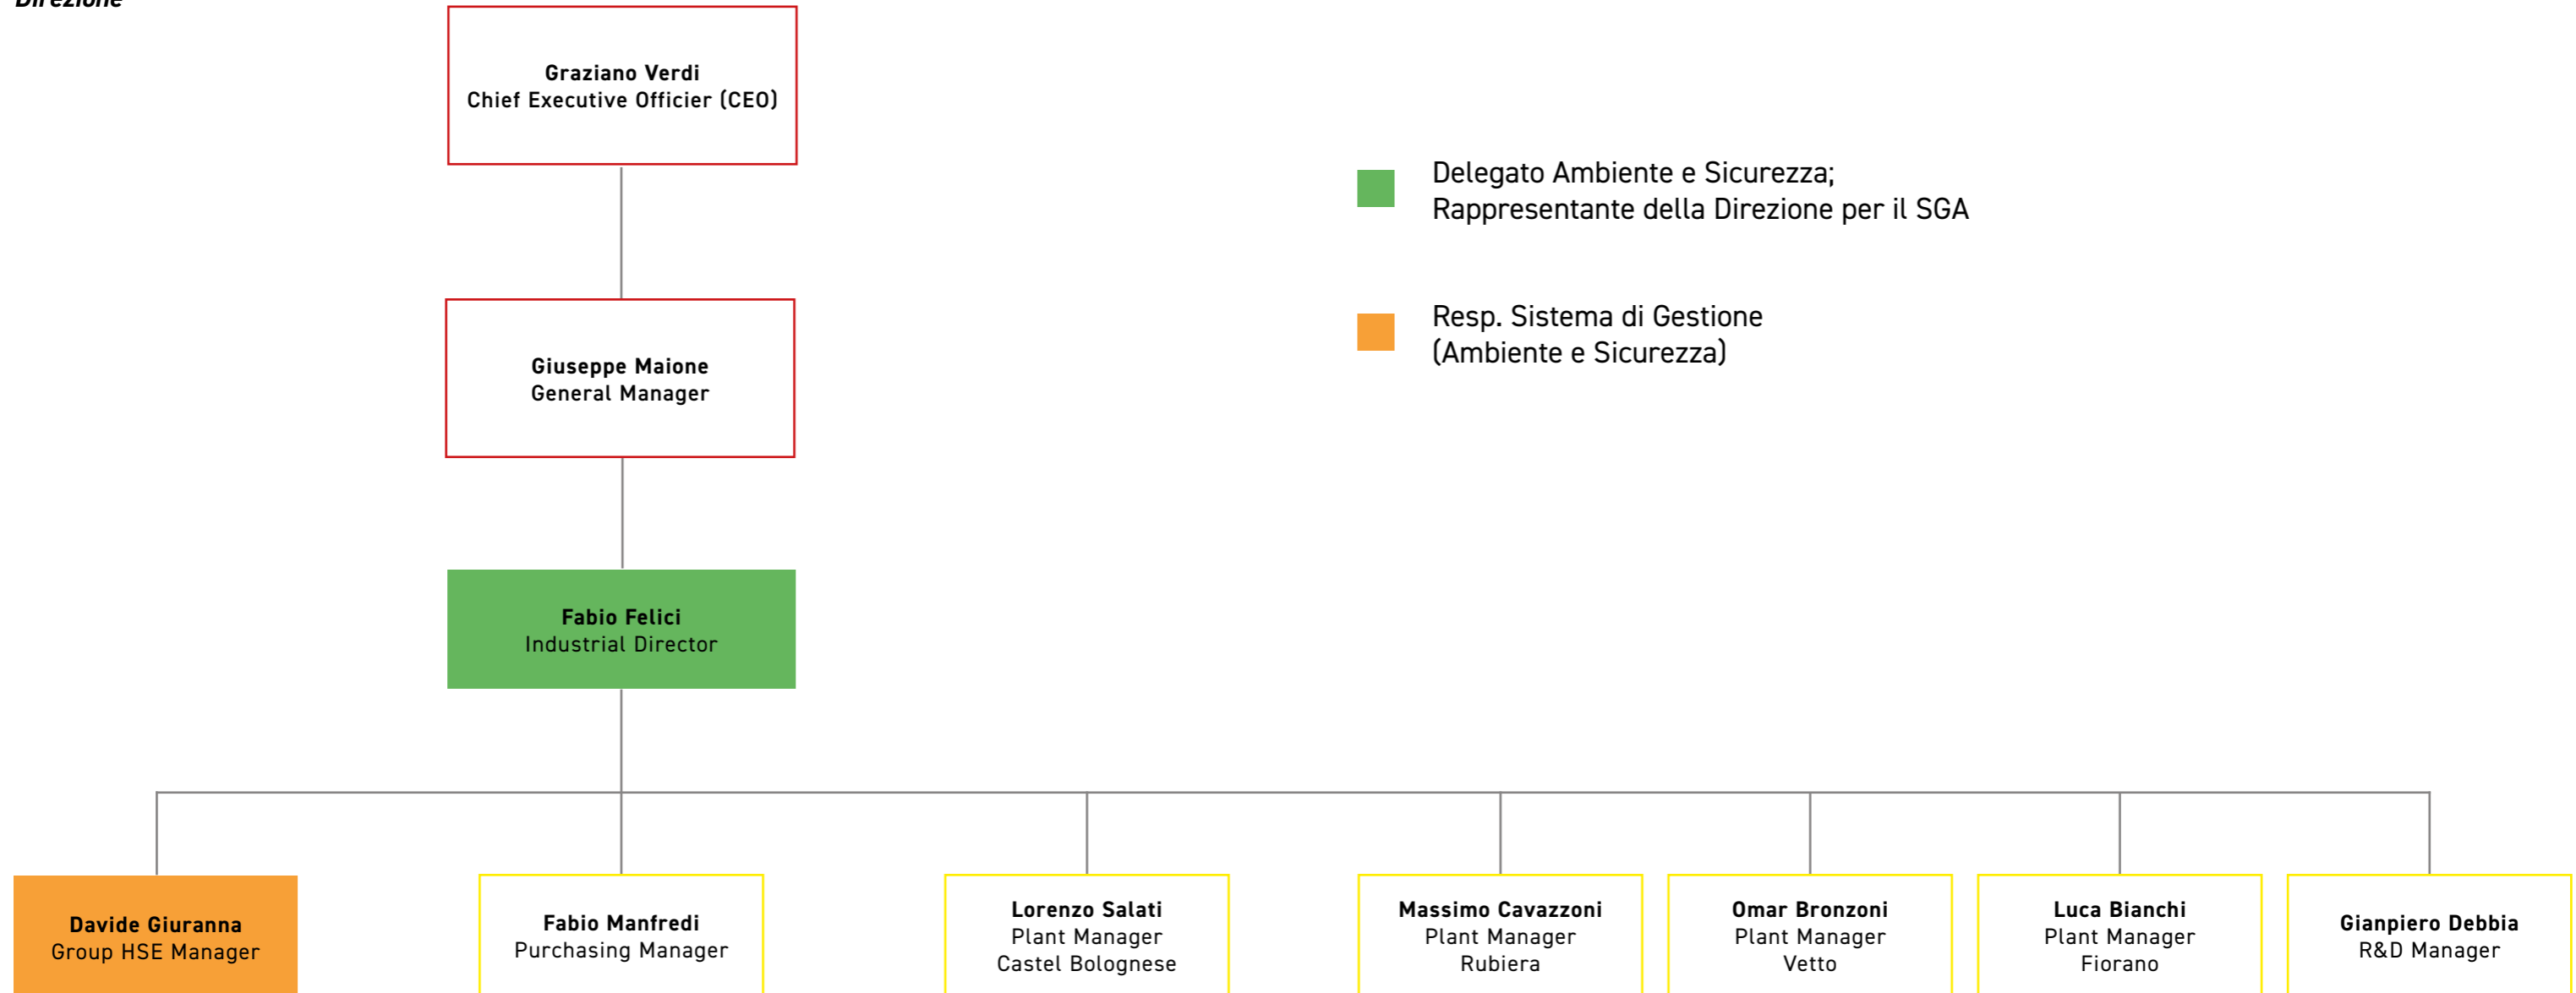 Direzione
Graziano Verdi
Chief Executive Officier (CEO)
Delegato Ambiente e Sicurezza;
Rappresentante della Direzione per il SGA
Resp. Sistema di Gestione
(Ambiente e Sicurezza)
Giuseppe Maione
General Manager
Fabio Felici
Industrial Director
Davide Giuranna
Group HSE Manager
Fabio Manfredi
Purchasing Manager
Lorenzo Salati
Plant Manager
Castel Bolognese
Massimo Cavazzoni
Plant Manager
Rubiera
Omar Bronzoni
Plant Manager
Vetto
Luca Bianchi
Plant Manager
Fiorano
Gianpiero Debbia
R&D Manager